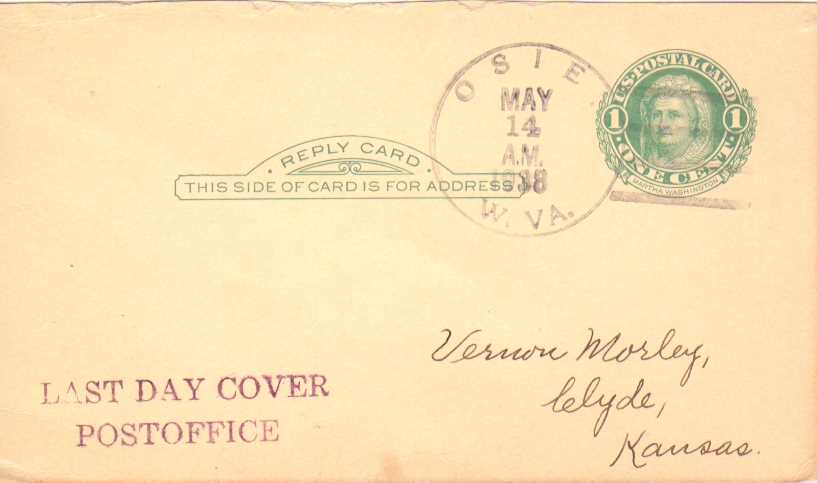 OSIE
MAY
14
A.M.
1938
W. VA.
U.S. POSTAL CARD
1 1
ONE CENT
MARTHA WASHINGTON
REPLY CARD
THIS SIDE OF CARD IS FOR ADDRESS
Vernon Morley,
Clyde,
Kansas.
LAST DAY COVER
POSTOFFICE